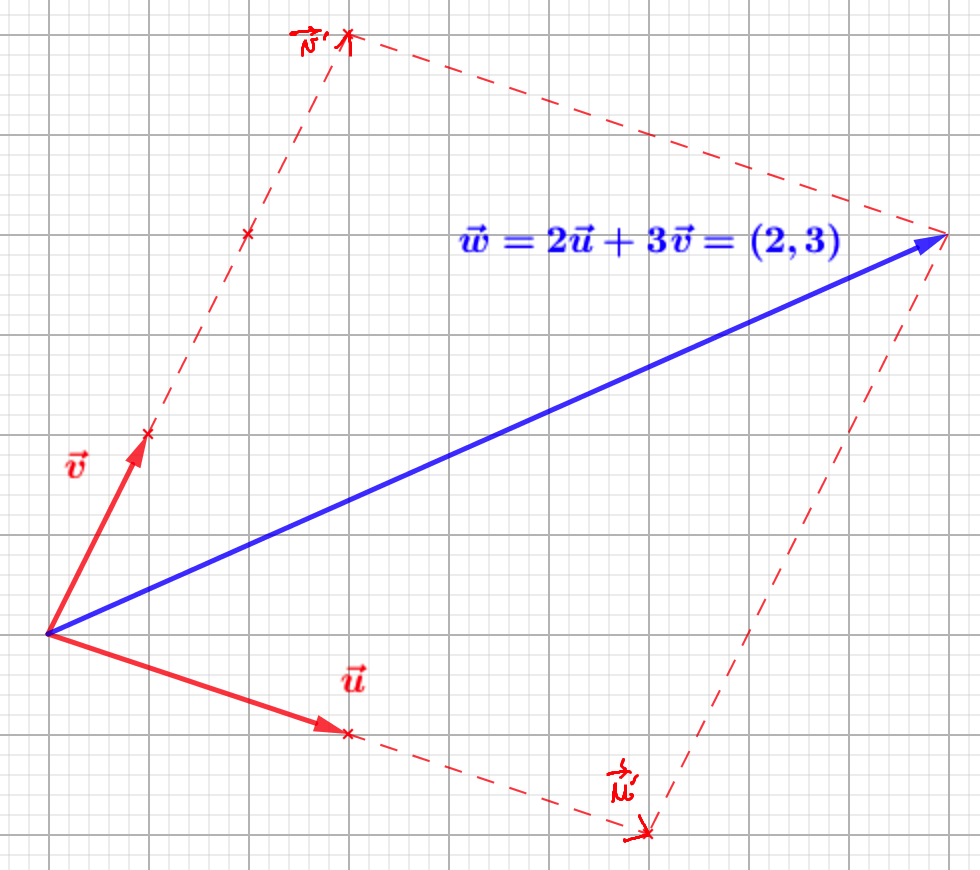 v⃗'
w⃗ = 2u⃗ + 3v⃗ = (2, 3)
v⃗
u⃗
u⃗'